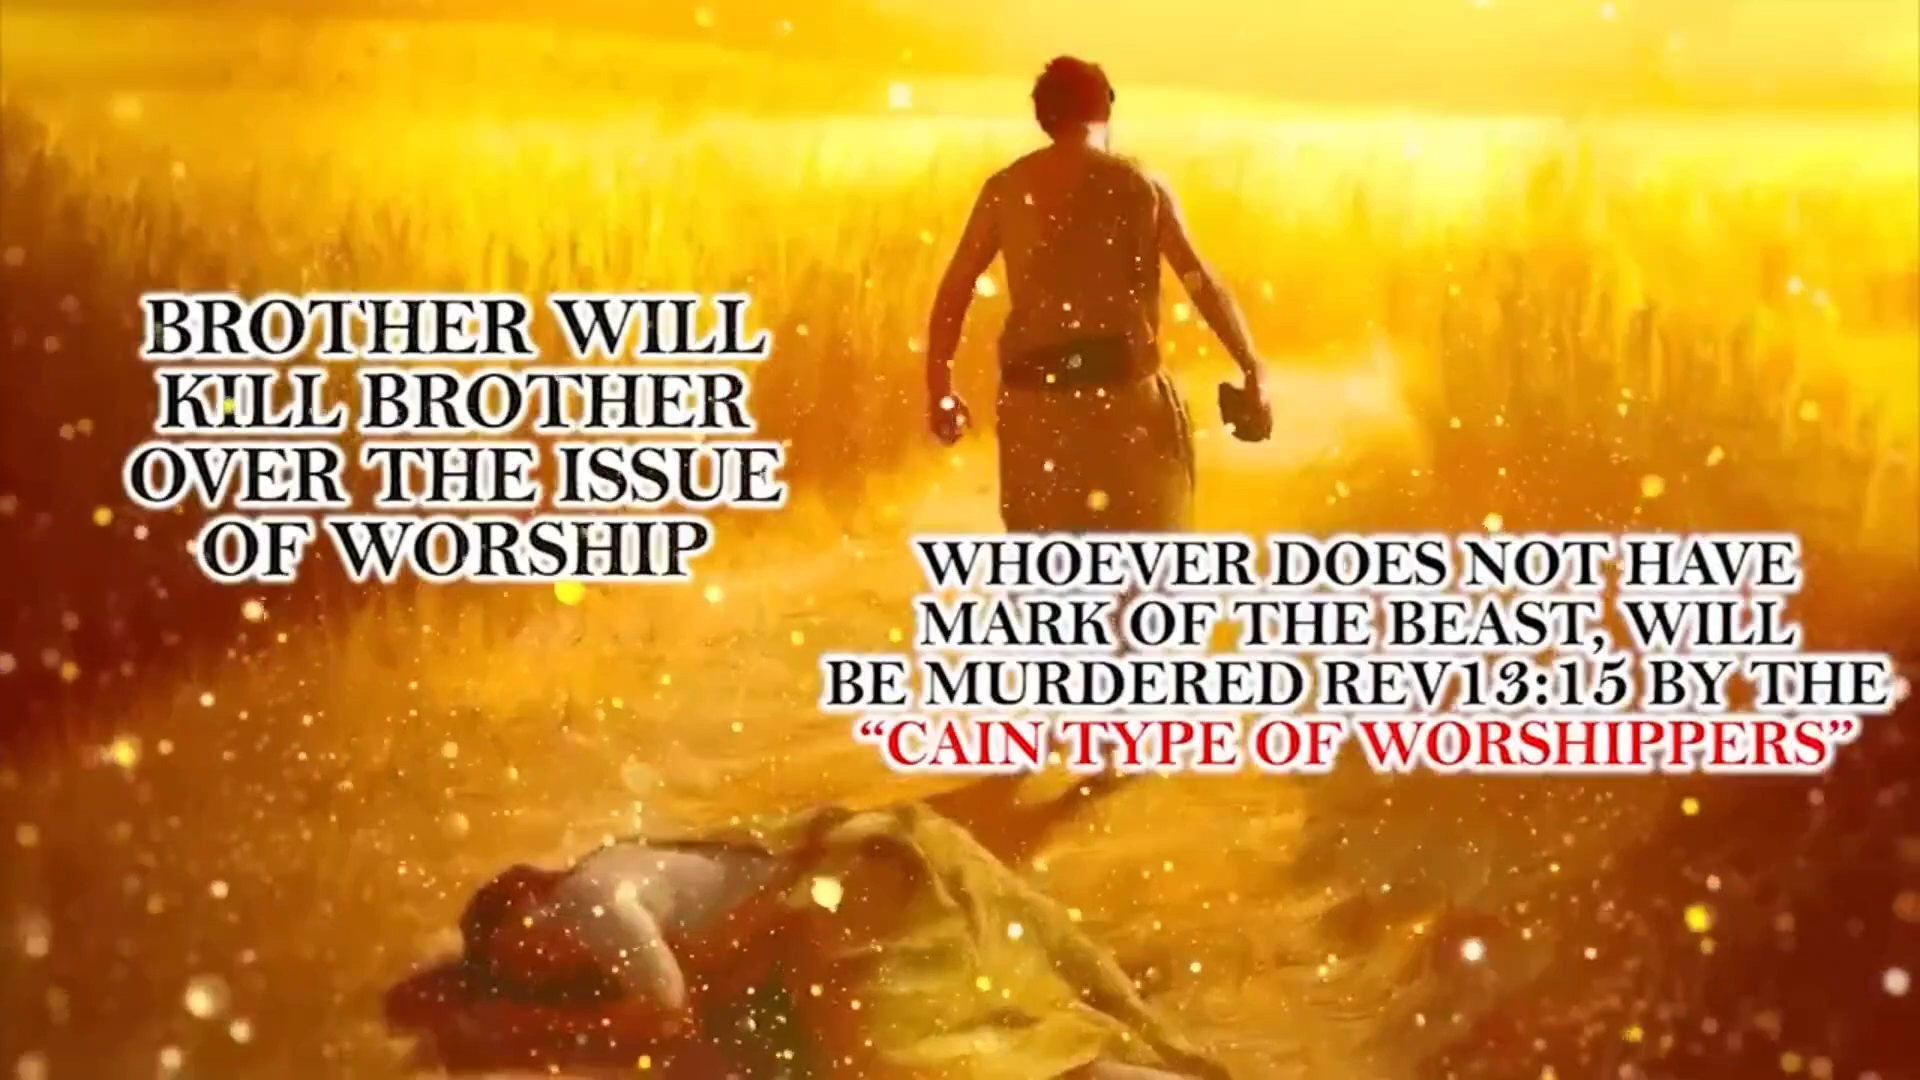 BROTHER WILL
KILL BROTHER
OVER THE ISSUE
OF WORSHIP
WHOEVER DOES NOT HAVE
MARK OF THE BEAST, WILL
BE MURDERED REV13:15 BY THE
“CAIN TYPE OF WORSHIPPERS”